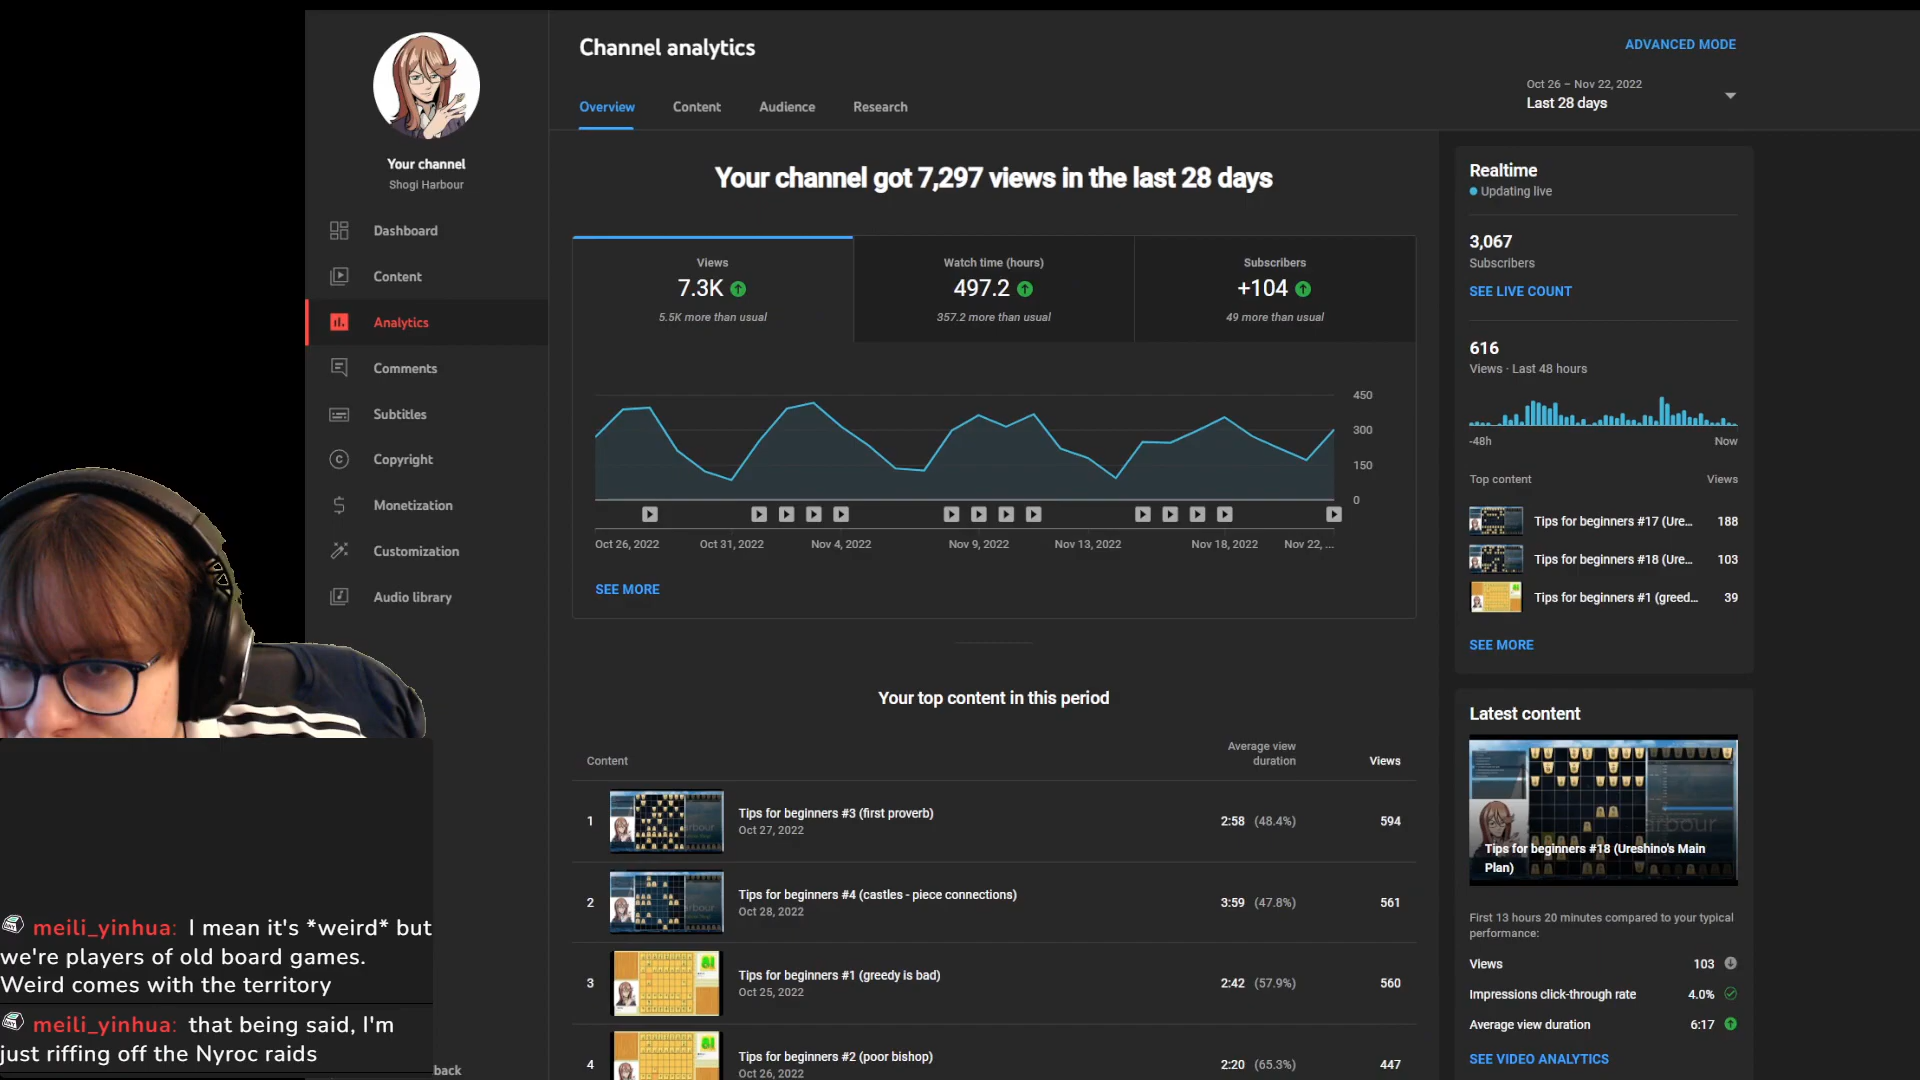 Channel analytics
ADVANCED MODE
Oct 26 – Nov 22, 2022
Last 28 days
Overview
Content
Audience
Research
Your channel
Shogi Harbour
Dashboard
Content
Analytics
Comments
Subtitles
Copyright
Monetization
Customization
Audio library
back
Your channel got 7,297 views in the last 28 days
Views
7.3K
5.5K more than usual
Watch time (hours)
497.2
357.2 more than usual
Subscribers
+104
49 more than usual
450
300
150
0
Oct 26, 2022
Oct 31, 2022
Nov 4, 2022
Nov 9, 2022
Nov 13, 2022
Nov 18, 2022
Nov 22, ...
SEE MORE
Your top content in this period
Content
Average view
duration
Views
1
Tips for beginners #3 (first proverb)
Oct 27, 2022
2:58 (48.4%)
594
2
Tips for beginners #4 (castles - piece connections)
Oct 28, 2022
3:59 (47.8%)
561
3
Tips for beginners #1 (greedy is bad)
Oct 25, 2022
2:42 (57.9%)
560
4
Tips for beginners #2 (poor bishop)
Oct 26, 2022
2:20 (65.3%)
447
Realtime
Updating live
3,067
Subscribers
SEE LIVE COUNT
616
Views · Last 48 hours
-48h
Now
Top content
Views
Tips for beginners #17 (Ure...
188
Tips for beginners #18 (Ure...
103
Tips for beginners #1 (greed...
39
SEE MORE
Latest content
Tips for beginners #18 (Ureshino's Main
Plan)
First 13 hours 20 minutes compared to your typical
performance:
Views
103
Impressions click-through rate
4.0%
Average view duration
6:17
SEE VIDEO ANALYTICS
meili_yinhua: I mean it's *weird* but
we're players of old board games.
Weird comes with the territory
meili_yinhua: that being said, I'm
just riffing off the Nyroc raids